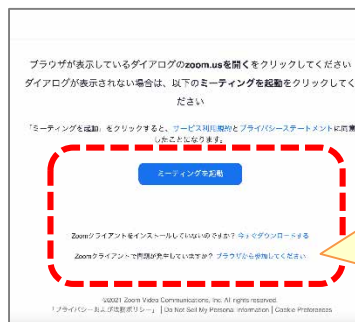 ブラウザが表示しているダイアログのzoom.usを開くをクリックしてください
ダイアログが表示されない場合は、以下のミーティングを起動をクリックしてく
ださい
「ミーティングを起動」をクリックすると、サービス利用規約とプライバシーステートメントに同意
したことになります。
ミーティングを起動
Zoomクライアントをインストールしていないのですか？ 今すぐダウンロードする
Zoomクライアントで問題が発生していますか？ ブラウザから参加してください
©2021 Zoom Video Communications, Inc. All rights reserved.
「プライバシーおよび法務ポリシー」 | Do Not Sell My Personal Information | Cookie Preferences